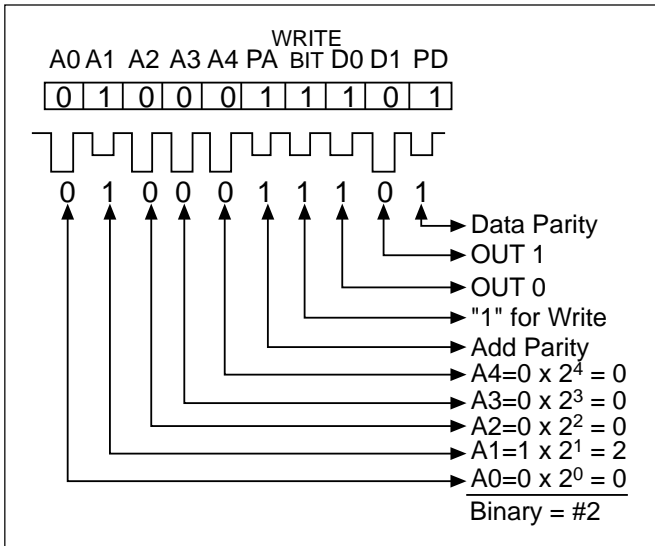 WRITE
A0 A1 A2 A3 A4 PA BIT D0 D1 PD
0 1 0 0 0 1 1 1 0 1
0 1 0 0 0 1 1 1 0 1
Data Parity
OUT 1
OUT 0
"1" for Write
Add Parity
A4=0 x 2⁴ = 0
A3=0 x 2³ = 0
A2=0 x 2² = 0
A1=1 x 2¹ = 2
A0=0 x 2⁰ = 0
Binary = #2